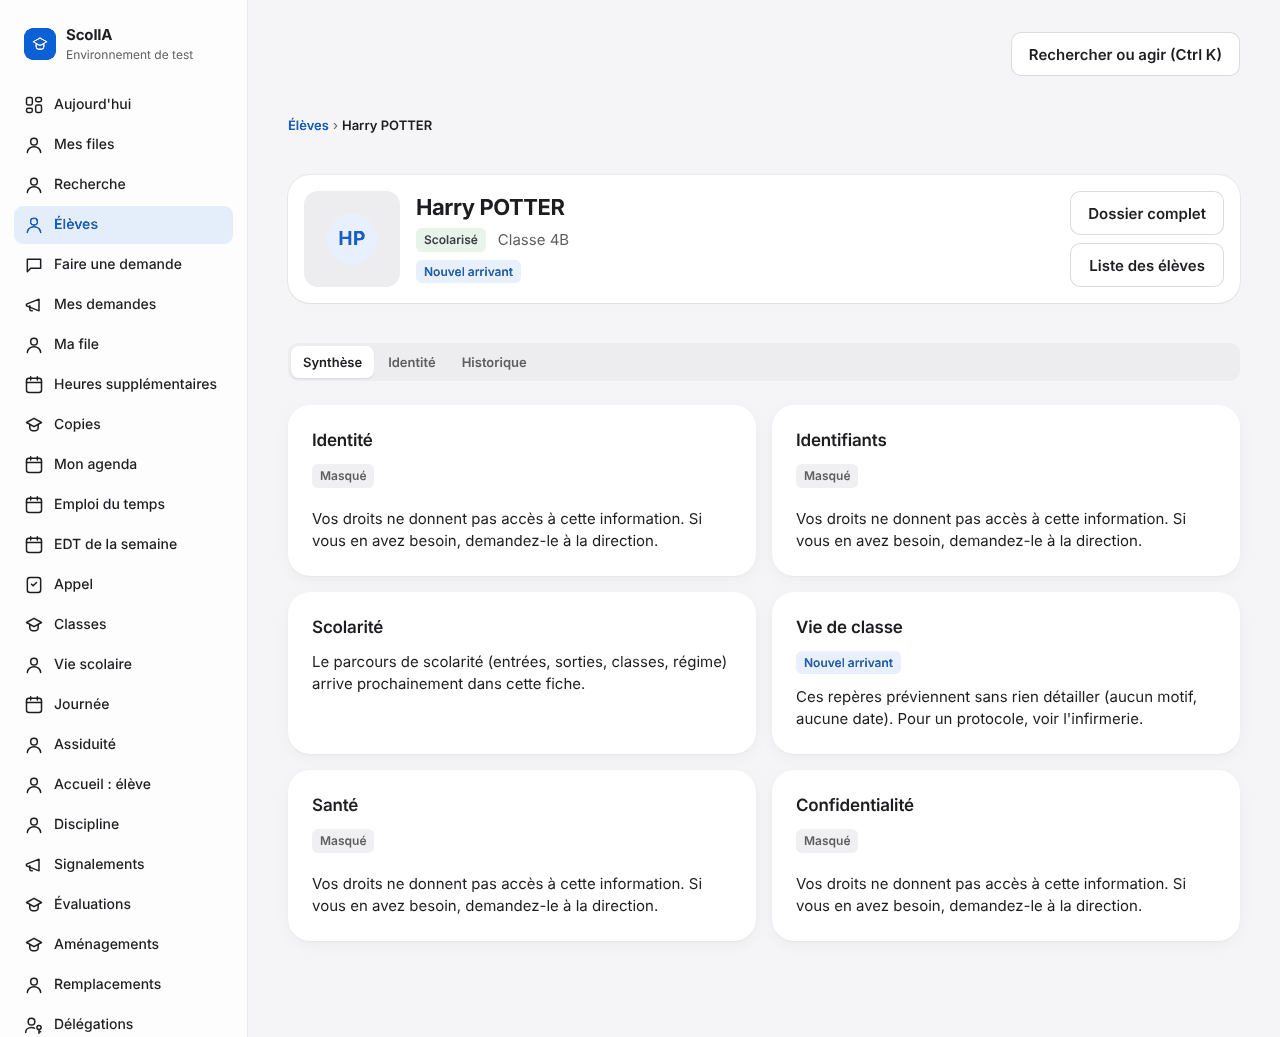 ScolIA
Environnement de test
Aujourd'hui
Mes files
Recherche
Élèves
Faire une demande
Mes demandes
Ma file
Heures supplémentaires
Copies
Mon agenda
Emploi du temps
EDT de la semaine
Appel
Classes
Vie scolaire
Journée
Assiduité
Accueil : élève
Discipline
Signalements
Évaluations
Aménagements
Remplacements
Délégations
Rechercher ou agir (Ctrl K)
Élèves › Harry POTTER
HP
Harry POTTER
Scolarisé Classe 4B
Nouvel arrivant
Dossier complet
Liste des élèves
Synthèse Identité Historique
Identité
Masqué
Vos droits ne donnent pas accès à cette information. Si
vous en avez besoin, demandez-le à la direction.
Identifiants
Masqué
Vos droits ne donnent pas accès à cette information. Si
vous en avez besoin, demandez-le à la direction.
Scolarité
Le parcours de scolarité (entrées, sorties, classes, régime)
arrive prochainement dans cette fiche.
Vie de classe
Nouvel arrivant
Ces repères préviennent sans rien détailler (aucun motif,
aucune date). Pour un protocole, voir l'infirmerie.
Santé
Masqué
Vos droits ne donnent pas accès à cette information. Si
vous en avez besoin, demandez-le à la direction.
Confidentialité
Masqué
Vos droits ne donnent pas accès à cette information. Si
vous en avez besoin, demandez-le à la direction.